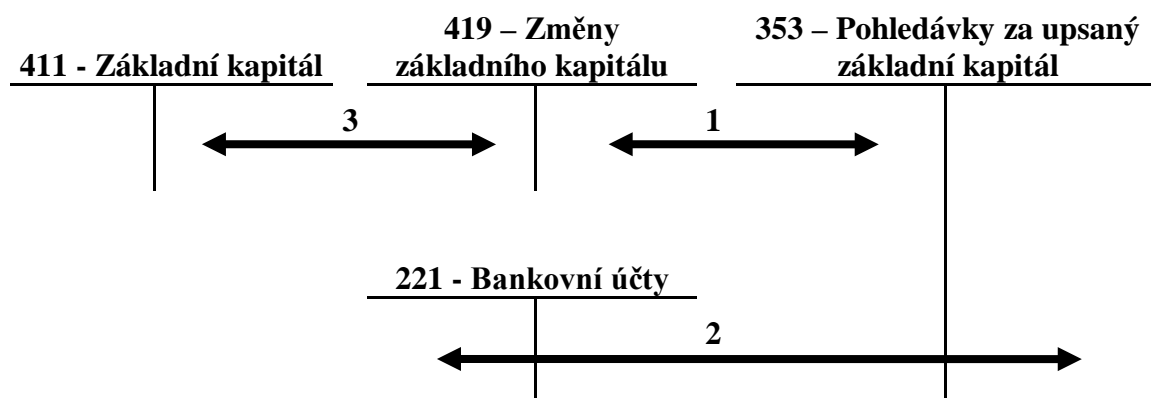 419 – Změny
základního kapitálu
353 – Pohledávky za upsaný
základní kapitál
411 - Základní kapitál
3
1
221 - Bankovní účty
2